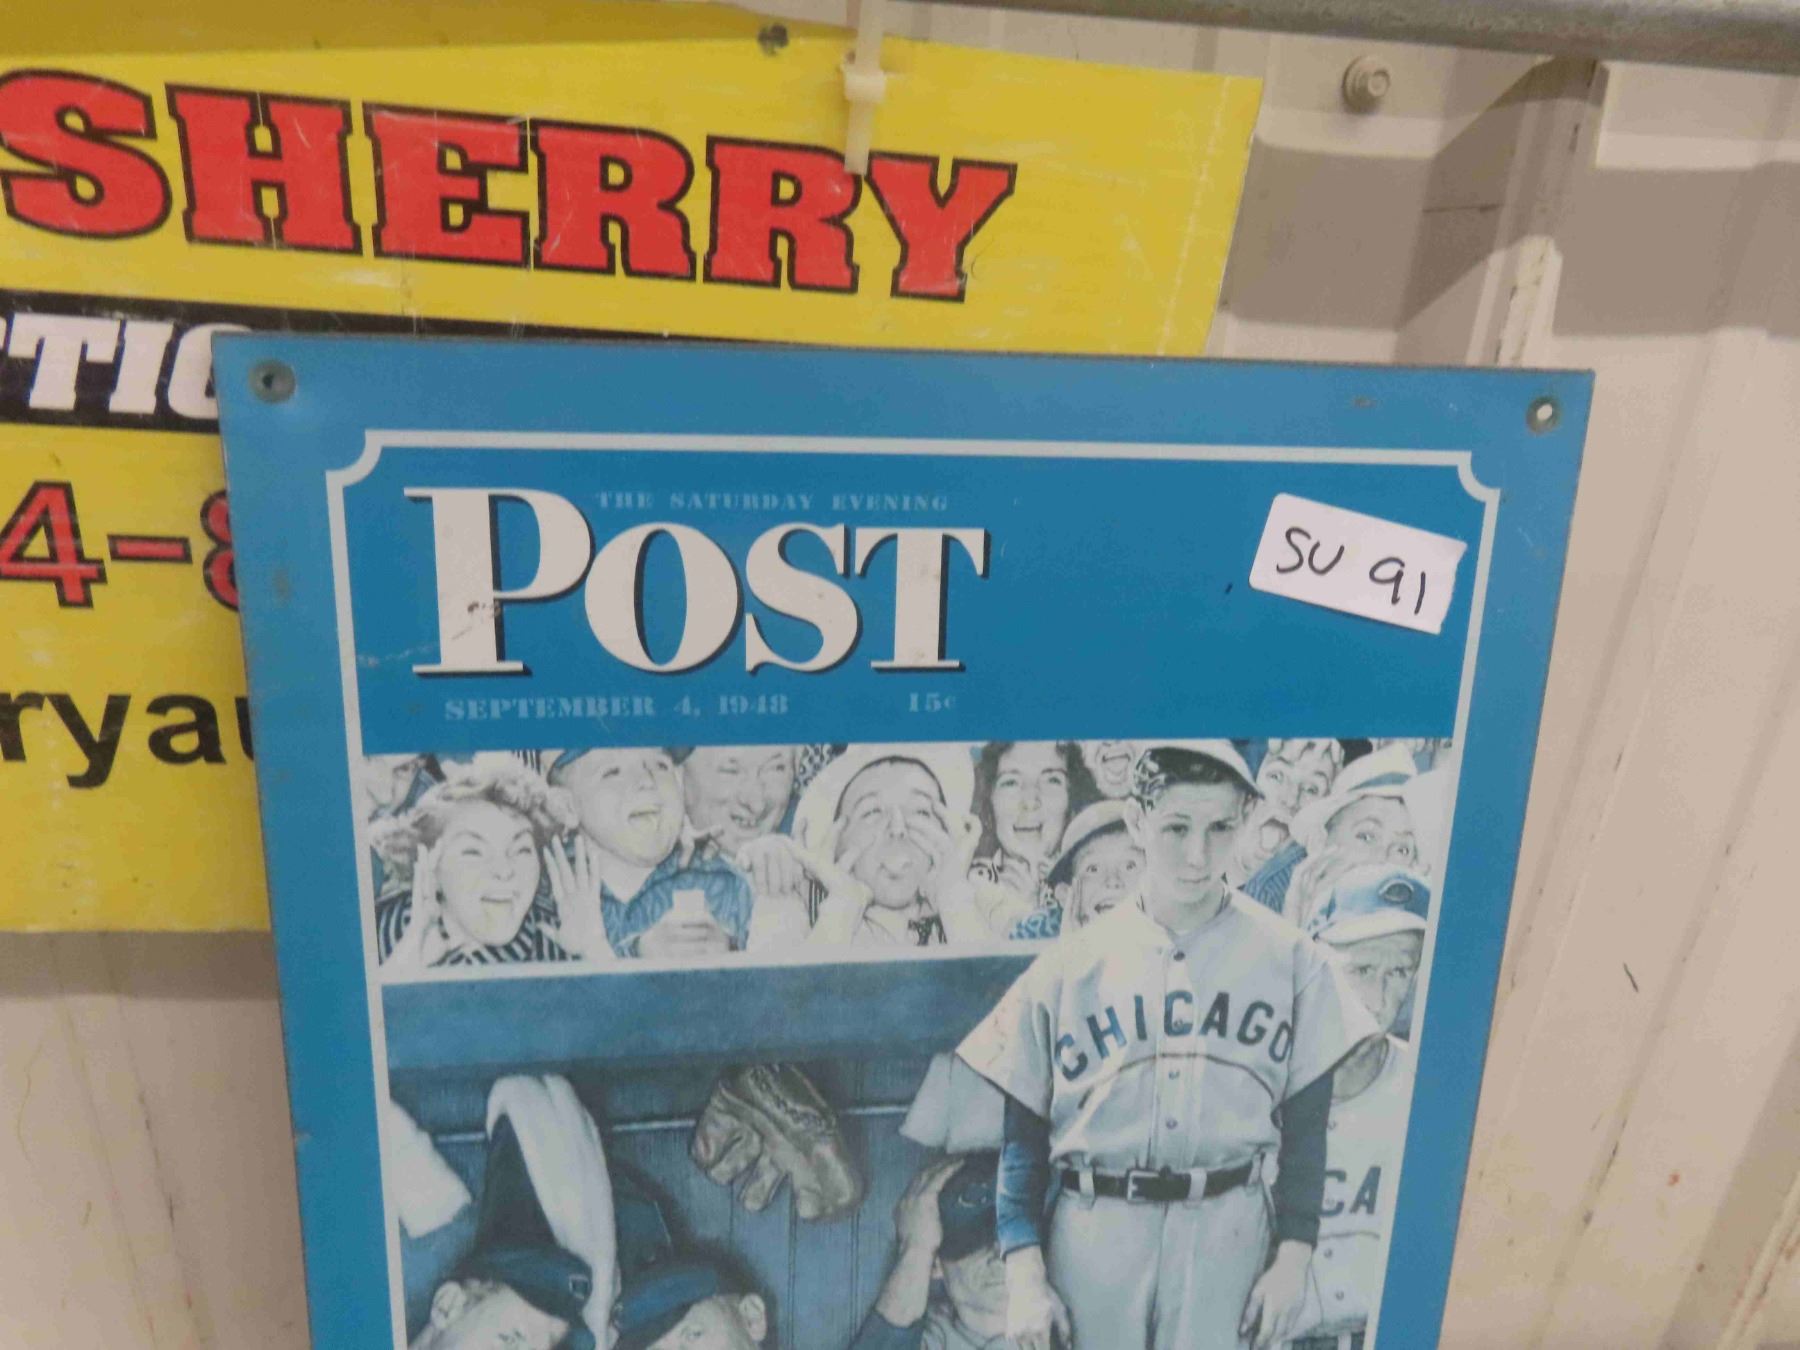 SHERRY
TIC
4-8
ryau
THE SATURDAY EVENING
POST
SU 91
SEPTEMBER 4, 1948 15¢
CHICAGO
CA